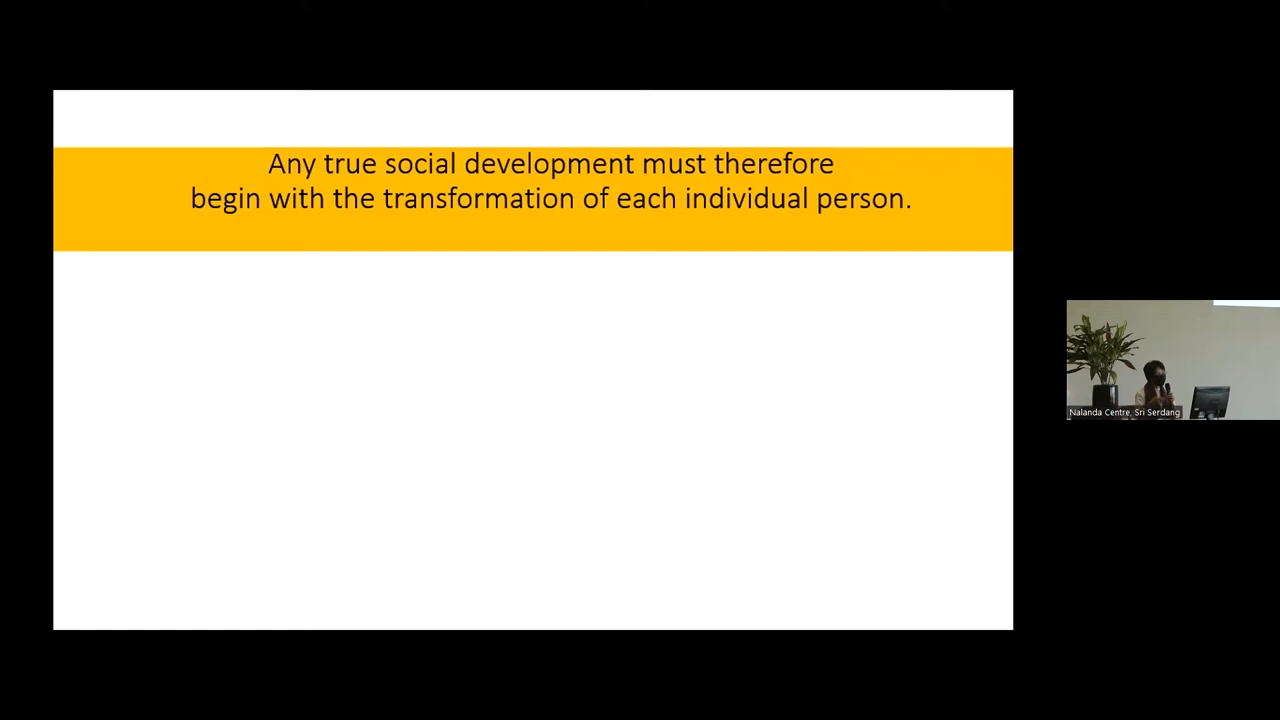 Any true social development must therefore
begin with the transformation of each individual person.
Nalanda Centre, Sri Serdang